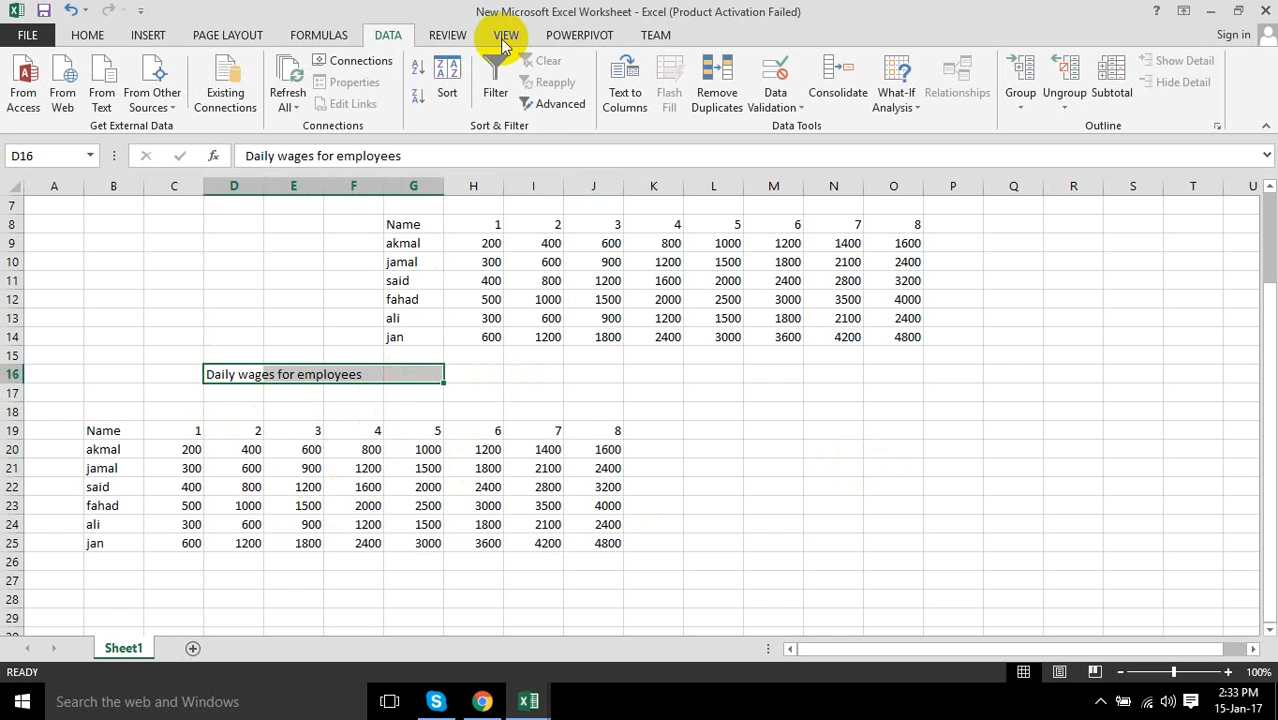 New Microsoft Excel Worksheet - Excel (Product Activation Failed)
FILE HOME INSERT PAGE LAYOUT FORMULAS DATA REVIEW VIEW POWERPIVOT TEAM Sign in
From Access From Web From Text From Other Sources Existing Connections
Get External Data
Refresh All Connections Properties Edit Links
Connections
Sort Filter Clear Reapply Advanced
Sort & Filter
Text to Columns Flash Fill Remove Duplicates Data Validation Consolidate What-If Analysis Relationships
Data Tools
Group Ungroup Subtotal Show Detail Hide Detail
Outline
D16 fx Daily wages for employees
A B C D E F G H I J K L M N O P Q R S T U
7
8 Name 1 2 3 4 5 6 7 8
9 akmal 200 400 600 800 1000 1200 1400 1600
10 jamal 300 600 900 1200 1500 1800 2100 2400
11 said 400 800 1200 1600 2000 2400 2800 3200
12 fahad 500 1000 1500 2000 2500 3000 3500 4000
13 ali 300 600 900 1200 1500 1800 2100 2400
14 jan 600 1200 1800 2400 3000 3600 4200 4800
15
16 Daily wages for employees
17
18
19 Name 1 2 3 4 5 6 7 8
20 akmal 200 400 600 800 1000 1200 1400 1600
21 jamal 300 600 900 1200 1500 1800 2100 2400
22 said 400 800 1200 1600 2000 2400 2800 3200
23 fahad 500 1000 1500 2000 2500 3000 3500 4000
24 ali 300 600 900 1200 1500 1800 2100 2400
25 jan 600 1200 1800 2400 3000 3600 4200 4800
26
27
28
29
Sheet1
READY 100%
Search the web and Windows
2:33 PM
15-Jan-17